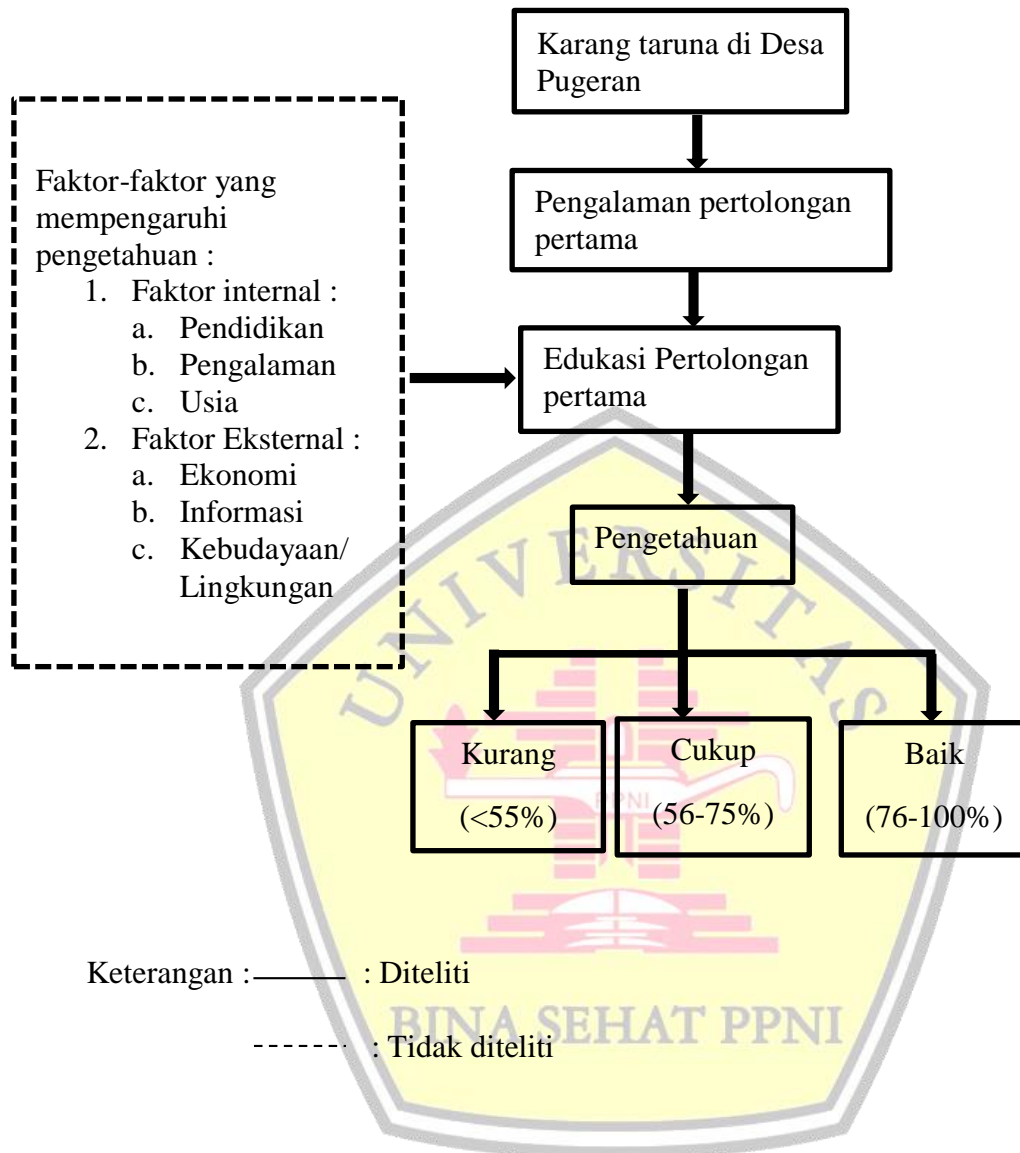 Karang taruna di Desa
Pugeran
Faktor-faktor yang
mempengaruhi
pengetahuan :
1. Faktor internal :
a. Pendidikan
b. Pengalaman
c. Usia
2. Faktor Eksternal :
a. Ekonomi
b. Informasi
c. Kebudayaan/
Lingkungan
Pengalaman pertolongan
pertama
Edukasi Pertolongan
pertama
Pengetahuan
UNIVERSITAS
Kurang
(<55%)
Cukup
(56-75%)
Baik
(76-100%)
PPNI
Keterangan : : Diteliti
BINA SEHAT PPNI
: Tidak diteliti